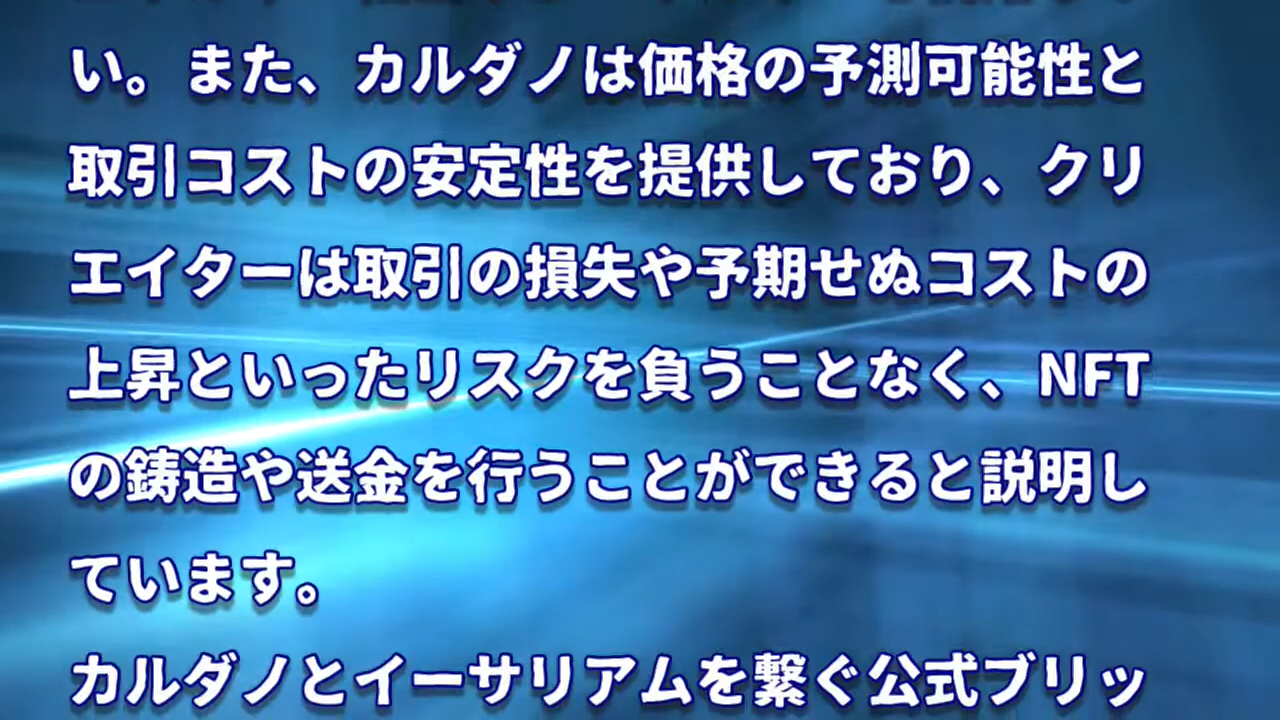 い。また、カルダノは価格の予測可能性と
取引コストの安定性を提供しており、クリ
エイターは取引の損失や予期せぬコストの
上昇といったリスクを負うことなく、NFT
の鋳造や送金を行うことができると説明し
ています。
カルダノとイーサリアムを繋ぐ公式ブリッ